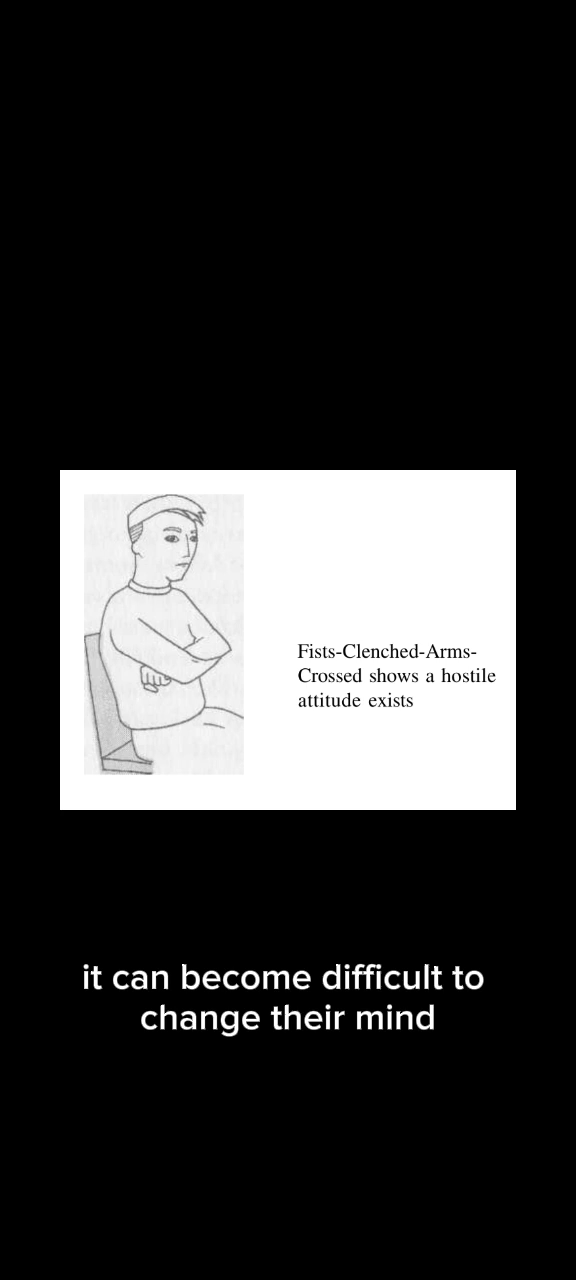 Fists-Clenched-Arms-
Crossed shows a hostile
attitude exists
it can become difficult to
change their mind